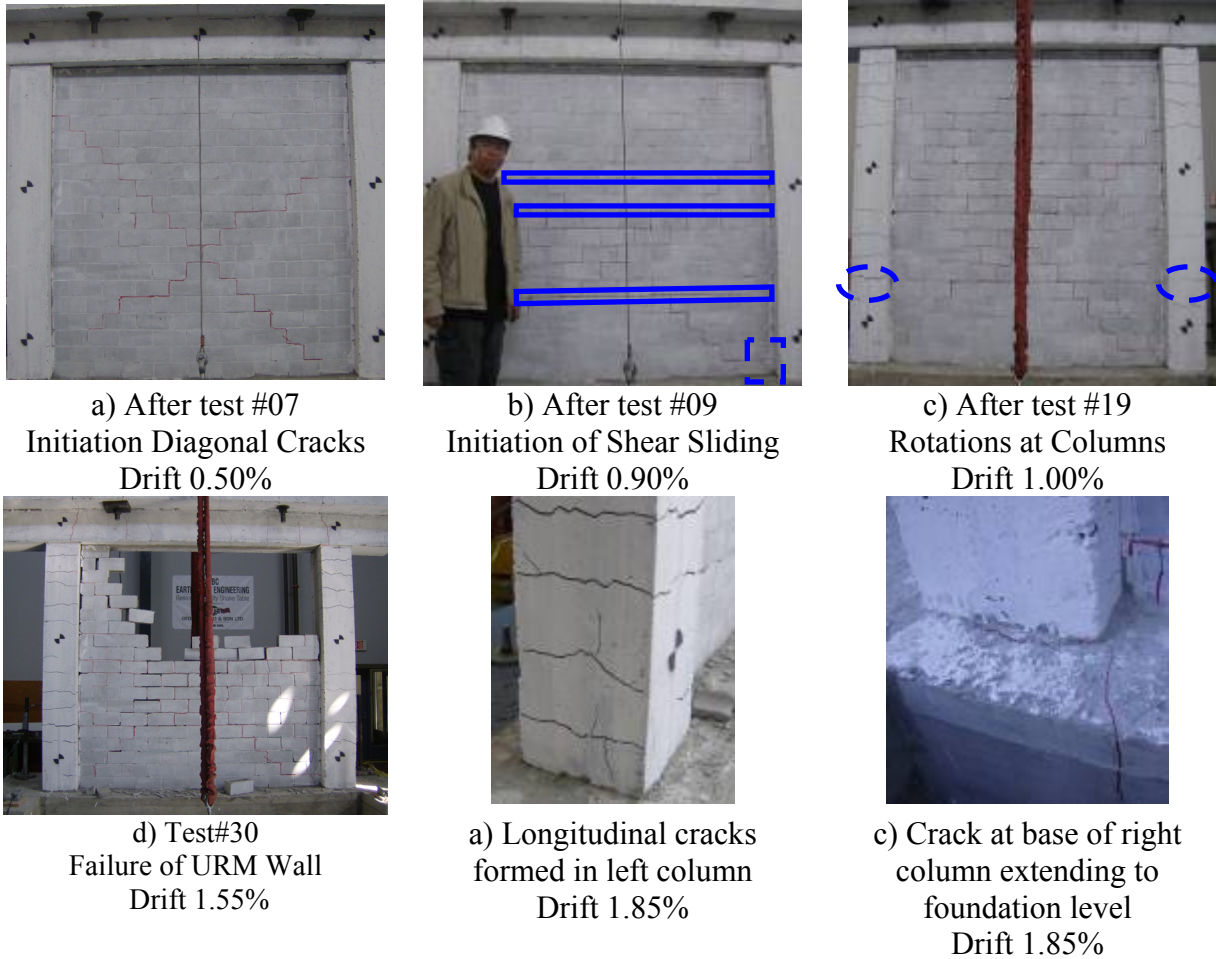 a) After test #07
Initiation Diagonal Cracks
Drift 0.50%
b) After test #09
Initiation of Shear Sliding
Drift 0.90%
c) After test #19
Rotations at Columns
Drift 1.00%
EARTH
ENGINEERING
d) Test#30
Failure of URM Wall
Drift 1.55%
a) Longitudinal cracks
formed in left column
Drift 1.85%
c) Crack at base of right
column extending to
foundation level
Drift 1.85%